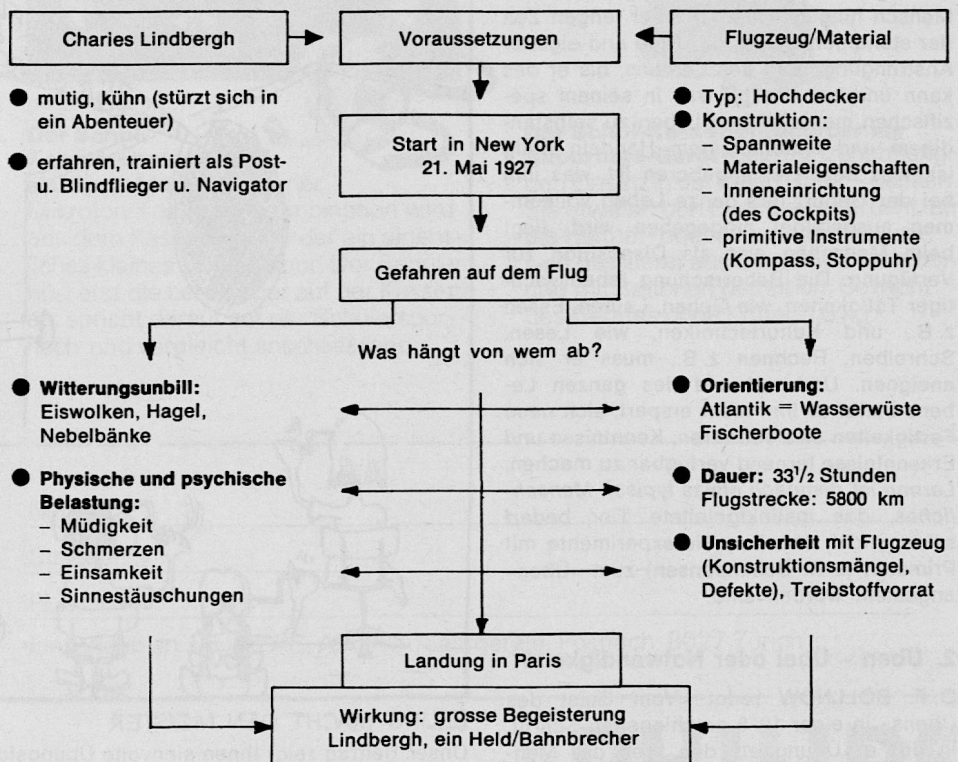 Charies Lindbergh
Voraussetzungen
Flugzeug/Material
● mutig, kühn (stürzt sich in
ein Abenteuer)
● erfahren, trainiert als Post-
u. Blindflieger u. Navigator
Start in New York
21. Mai 1927
● Typ: Hochdecker
● Konstruktion:
– Spannweite
– Materialeigenschaften
– Inneneinrichtung
(des Cockpits)
– primitive Instrumente
(Kompass, Stoppuhr)
Gefahren auf dem Flug
Was hängt von wem ab?
● Witterungsunbill:
Eiswolken, Hagel,
Nebelbänke
● Physische und psychische
Belastung:
– Müdigkeit
– Schmerzen
– Einsamkeit
– Sinnestäuschungen
● Orientierung:
Atlantik = Wasserwüste
Fischerboote
● Dauer: 33½ Stunden
Flugstrecke: 5800 km
● Unsicherheit mit Flugzeug
(Konstruktionsmängel,
Defekte), Treibstoffvorrat
Landung in Paris
Wirkung: grosse Begeisterung
Lindbergh, ein Held/Bahnbrecher